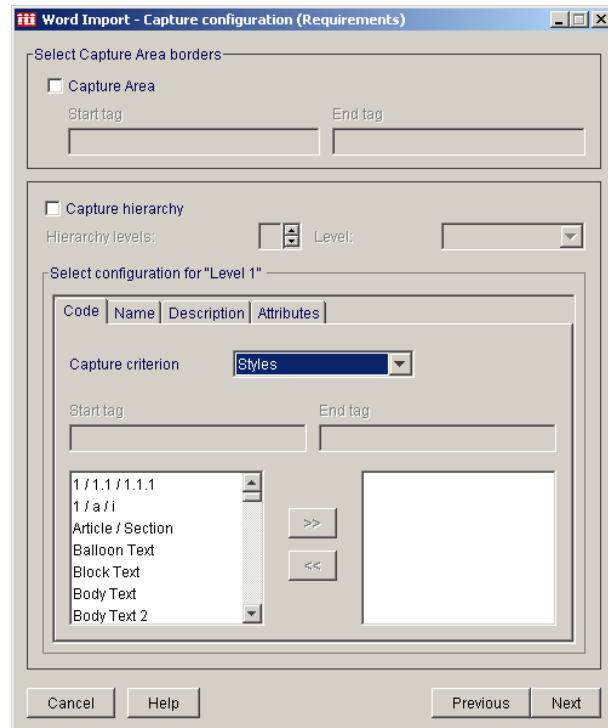 Word Import - Capture configuration (Requirements)
Select Capture Area borders
Capture Area
Start tag End tag
Capture hierarchy
Hierarchy levels: Level:
Select configuration for "Level 1"
Code Name Description Attributes
Capture criterion Styles
Start tag End tag
1 / 1.1 / 1.1.1
1 / a / i
Article / Section
Balloon Text
Block Text
Body Text
Body Text 2
>>
<<
Cancel Help Previous Next